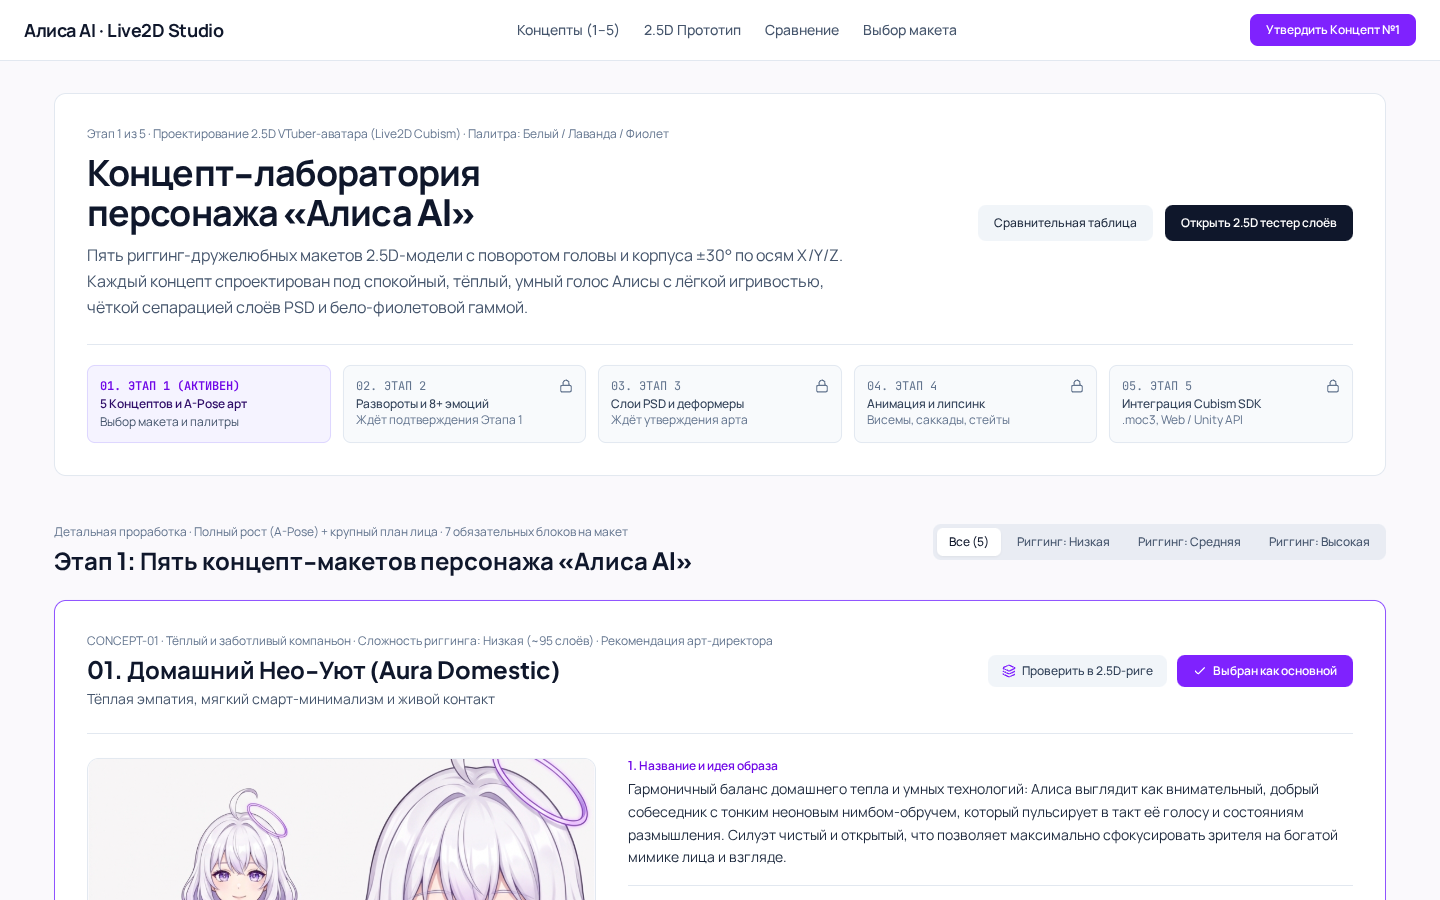 Алиса AI · Live2D Studio
Концепты (1–5)
2.5D Прототип
Сравнение
Выбор макета
Утвердить Концепт №1
Этап 1 из 5 · Проектирование 2.5D VTuber-аватара (Live2D Cubism) · Палитра: Белый / Лаванда / Фиолет
Концепт-лаборатория
персонажа «Алиса AI»
Пять риггинг-дружелюбных макетов 2.5D-модели с поворотом головы и корпуса ±30° по осям X/Y/Z.
Каждый концепт спроектирован под спокойный, тёплый, умный голос Алисы с лёгкой игривостью,
чёткой сепарацией слоёв PSD и бело-фиолетовой гаммой.
Сравнительная таблица
Открыть 2.5D тестер слоёв
01. ЭТАП 1 (АКТИВЕН)
5 Концептов и A-Pose арт
Выбор макета и палитры
02. ЭТАП 2
Развороты и 8+ эмоций
Ждёт подтверждения Этапа 1
03. ЭТАП 3
Слои PSD и деформеры
Ждёт утверждения арта
04. ЭТАП 4
Анимация и липсинк
Висемы, саккады, стейты
05. ЭТАП 5
Интеграция Cubism SDK
.moc3, Web / Unity API
Детальная проработка · Полный рост (A-Pose) + крупный план лица · 7 обязательных блоков на макет
Этап 1: Пять концепт-макетов персонажа «Алиса AI»
Все (5)
Риггинг: Низкая
Риггинг: Средняя
Риггинг: Высокая
CONCEPT-01 · Тёплый и заботливый компаньон · Сложность риггинга: Низкая (~95 слоёв) · Рекомендация арт-директора
01. Домашний Нео-Уют (Aura Domestic)
Тёплая эмпатия, мягкий смарт-минимализм и живой контакт
Проверить в 2.5D-риге
Выбран как основной
1. Название и идея образа
Гармоничный баланс домашнего тепла и умных технологий: Алиса выглядит как внимательный, добрый
собеседник с тонким неоновым нимбом-обручем, который пульсирует в такт её голосу и состояниям
размышления. Силуэт чистый и открытый, что позволяет максимально сфокусировать зрителя на богатой
мимике лица и взгляде.